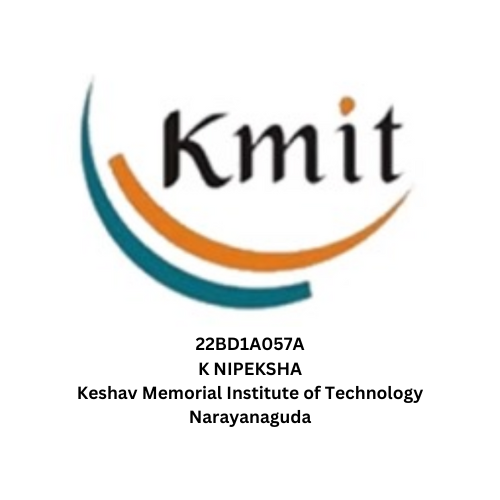 Kmit
22BD1A057A
K NIPEKSHA
Keshav Memorial Institute of Technology
Narayanaguda